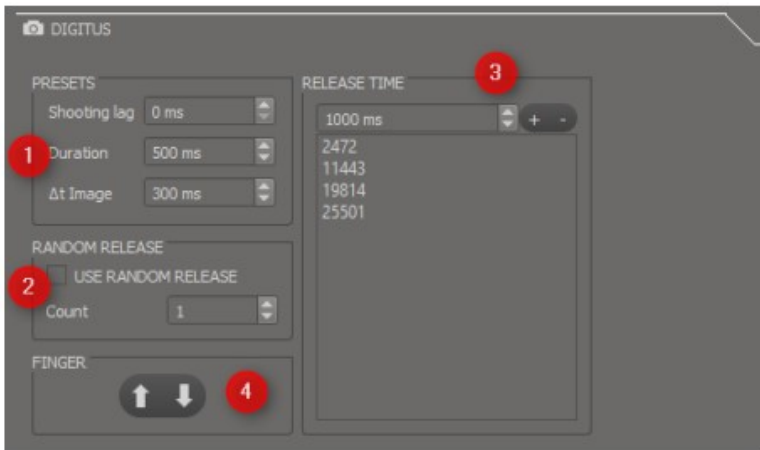 DIGITUS
PRESETS
Shooting lag 0 ms
1
Duration 500 ms
Δt Image 300 ms
RANDOM RELEASE
2
USE RANDOM RELEASE
Count 1
FINGER
4
RELEASE TIME
3
1000 ms + -
2472
11443
19814
25501